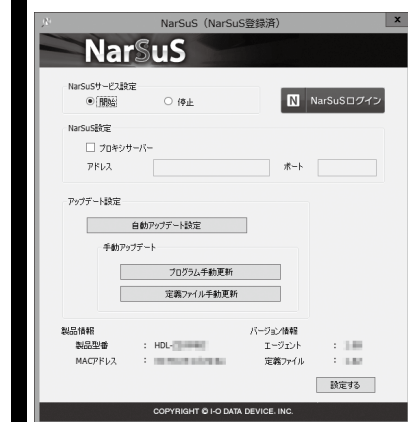 NarSuS（NarSuS登録済） x
NarSuS
NarSuSサービス設定
開始 停止
N NarSuSログイン
NarSuS設定
プロキシサーバー
アドレス ポート
アップデート設定
自動アップデート設定
手動アップデート
プログラム手動更新
定義ファイル手動更新
製品情報 バージョン情報
製品型番 : HDL- エージェント :
MACアドレス : 定義ファイル :
設定する
COPYRIGHT © I-O DATA DEVICE. INC.